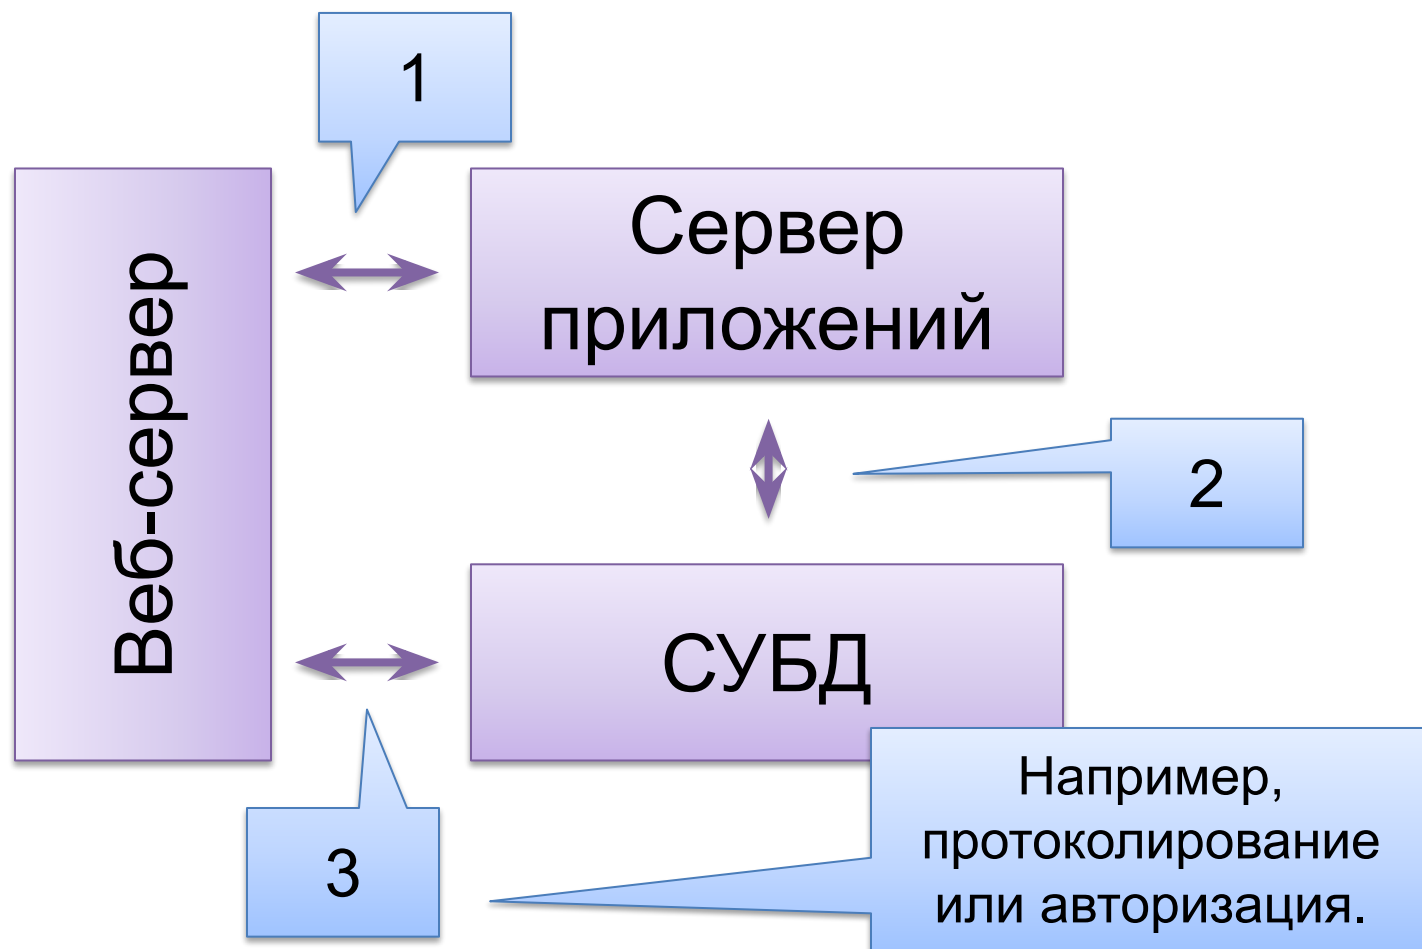 1
Веб-сервер
Сервер
приложений
2
СУБД
3
Например,
протоколирование
или авторизация.